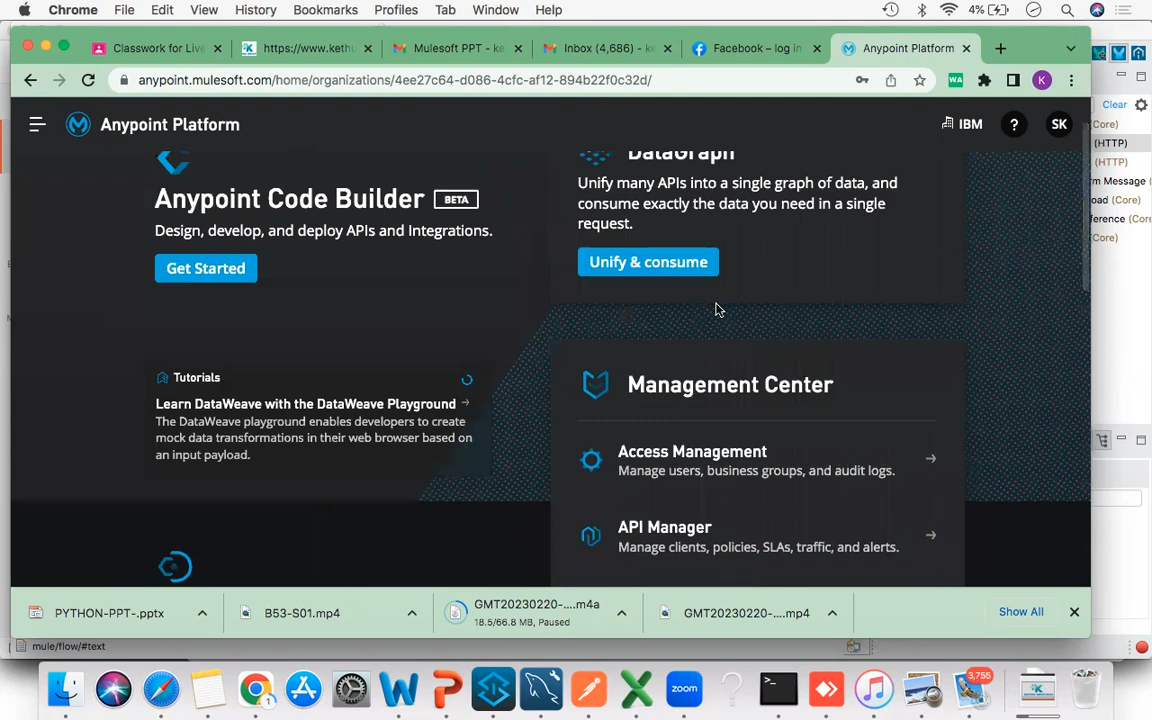 Chrome File Edit View History Bookmarks Profiles Tab Window Help 4%
Classwork for Live
https://www.kethu
Mulesoft PPT - ke
Inbox (4,686) - kc
Facebook – log in
Anypoint Platform
anypoint.mulesoft.com/home/organizations/4ee27c64-d086-4cfc-af12-894b22f0c32d/
WA
K
Clear
Anypoint Platform
IBM
?
SK
(Core)
(HTTP)
(HTTP)
rm Message
oad (Core)
ference (Core)
(Core)
DataGraph
Unify many APIs into a single graph of data, and
consume exactly the data you need in a single
request.
Unify & consume
Anypoint Code Builder BETA
Design, develop, and deploy APIs and Integrations.
Get Started
Tutorials
Learn DataWeave with the DataWeave Playground →
The DataWeave playground enables developers to create
mock data transformations in their web browser based on
an input payload.
Management Center
Access Management
Manage users, business groups, and audit logs.
API Manager
Manage clients, policies, SLAs, traffic, and alerts.
PYTHON-PPT-.pptx
B53-S01.mp4
GMT20230220-....m4a
18.5/66.8 MB, Paused
GMT20230220-....mp4
Show All
mule/flow/#text
zoom
3,755